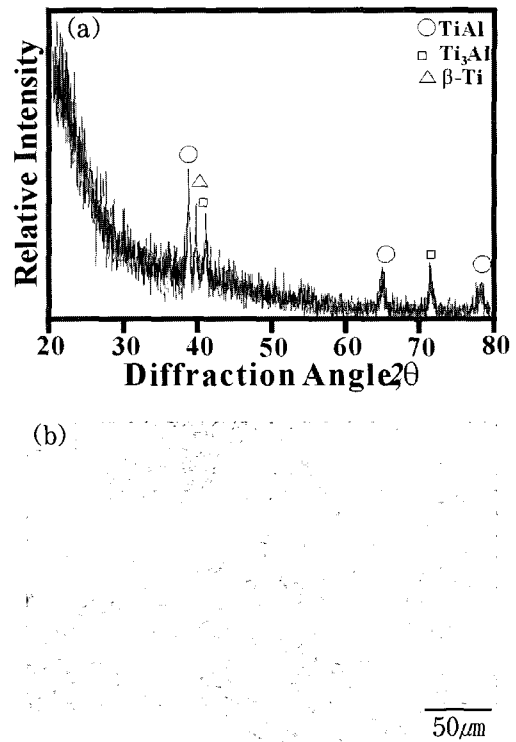 (a)
○ TiAl
□ Ti₃Al
△ β-Ti
Relative Intensity
20 30 40 50 60 70 80
Diffraction Angle,2θ
(b)
50μm